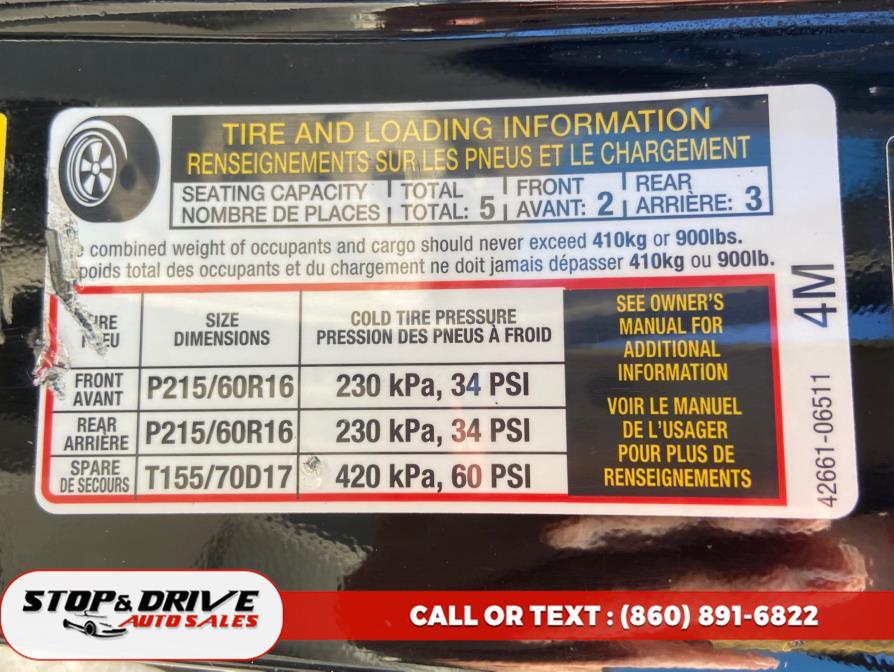 TIRE AND LOADING INFORMATION
RENSEIGNEMENTS SUR LES PNEUS ET LE CHARGEMENT
SEATING CAPACITY TOTAL FRONT REAR
NOMBRE DE PLACES TOTAL: 5 AVANT: 2 ARRIÈRE: 3
combined weight of occupants and cargo should never exceed 410kg or 900lbs.
poids total des occupants et du chargement ne doit jamais dépasser 410kg ou 900lb.
SIZE
DIMENSIONS
COLD TIRE PRESSURE
PRESSION DES PNEUS À FROID
FRONT
AVANT
P215/60R16 230 kPa, 34 PSI
REAR
ARRIÈRE
P215/60R16 230 kPa, 34 PSI
SPARE
DE SECOURS
T155/70D17 420 kPa, 60 PSI
SEE OWNER'S
MANUAL FOR
ADDITIONAL
INFORMATION
VOIR LE MANUEL
DE L'USAGER
POUR PLUS DE
RENSEIGNEMENTS
42661-06511 4M
STOP & DRIVE
AUTO SALES
CALL OR TEXT : (860) 891-6822